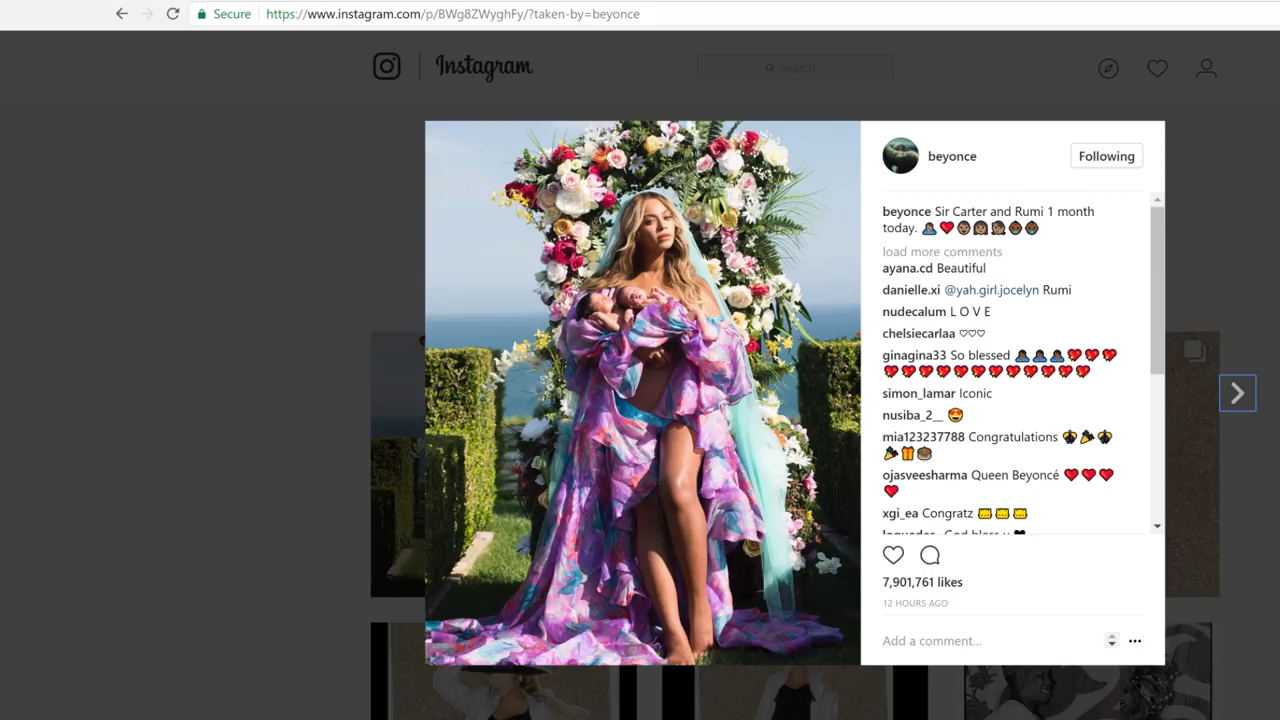 Secure https://www.instagram.com/p/BWg8ZWyghFy/?taken-by=beyonce
Instagram
Search
beyonce
Following
beyonce Sir Carter and Rumi 1 month
today. 🙏🏽❤️👨🏽👩🏽👧🏽👶🏾👶🏾
load more comments
ayana.cd Beautiful
danielle.xi @yah.girl.jocelyn Rumi
nudecalum L O V E
chelsiecarlaa ♡♡♡
ginagina33 So blessed 🙏🏿🙏🏿🙏🏿💖💖💖
💖💖💖💖💖💖💖💖💖💖💖💖
simon_lamar Iconic
nusiba_2__ 😍
mia123237788 Congratulations
ojasveesharma Queen Beyoncé ❤️❤️❤️
❤️
xgi_ea Congratz
God bless u
7,901,761 likes
12 HOURS AGO
Add a comment...